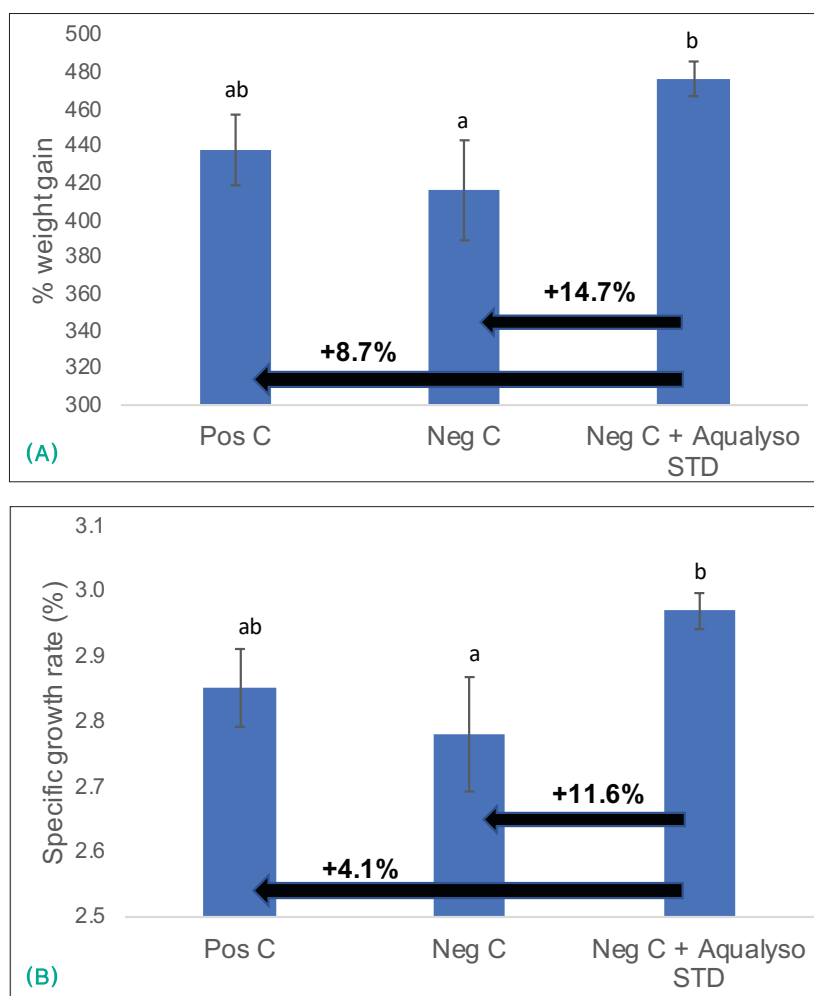 % weight gain
500
480
460
440
420
400
380
360
340
320
300
ab
a
b
+14.7%
+8.7%
Pos C
Neg C
Neg C + Aqualyso
STD
(A)
Specific growth rate (%)
3.1
3.0
2.9
2.8
2.7
2.6
2.5
ab
a
b
+11.6%
+4.1%
Pos C
Neg C
Neg C + Aqualyso
STD
(B)